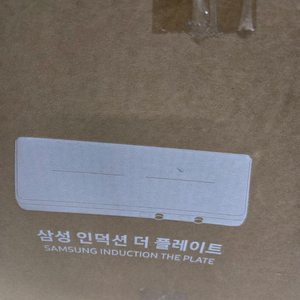 삼성 인덕션 더 플레이트
SAMSUNG INDUCTION THE PLATE